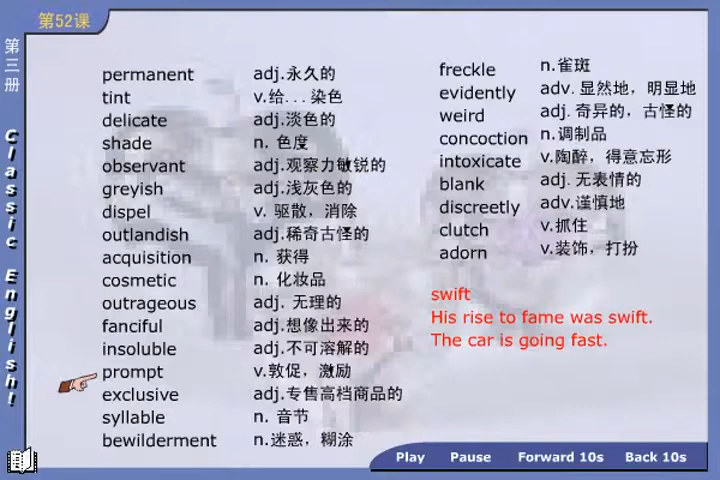 第52课
第三册
Classic English!
permanent adj.永久的
tint v.给...染色
delicate adj.淡色的
shade n. 色度
observant adj.观察力敏锐的
greyish adj.浅灰色的
dispel v. 驱散，消除
outlandish adj.稀奇古怪的
acquisition n. 获得
cosmetic n. 化妆品
outrageous adj. 无理的
fanciful adj.想像出来的
insoluble adj.不可溶解的
prompt v.敦促，激励
exclusive adj.专售高档商品的
syllable n. 音节
bewilderment n.迷惑，糊涂
freckle n.雀斑
evidently adv. 显然地，明显地
weird adj. 奇异的，古怪的
concoction n.调制品
intoxicate v.陶醉，得意忘形
blank adj. 无表情的
discreetly adv.谨慎地
clutch v.抓住
adorn v.装饰，打扮
swift
His rise to fame was swift.
The car is going fast.
Play Pause Forward 10s Back 10s